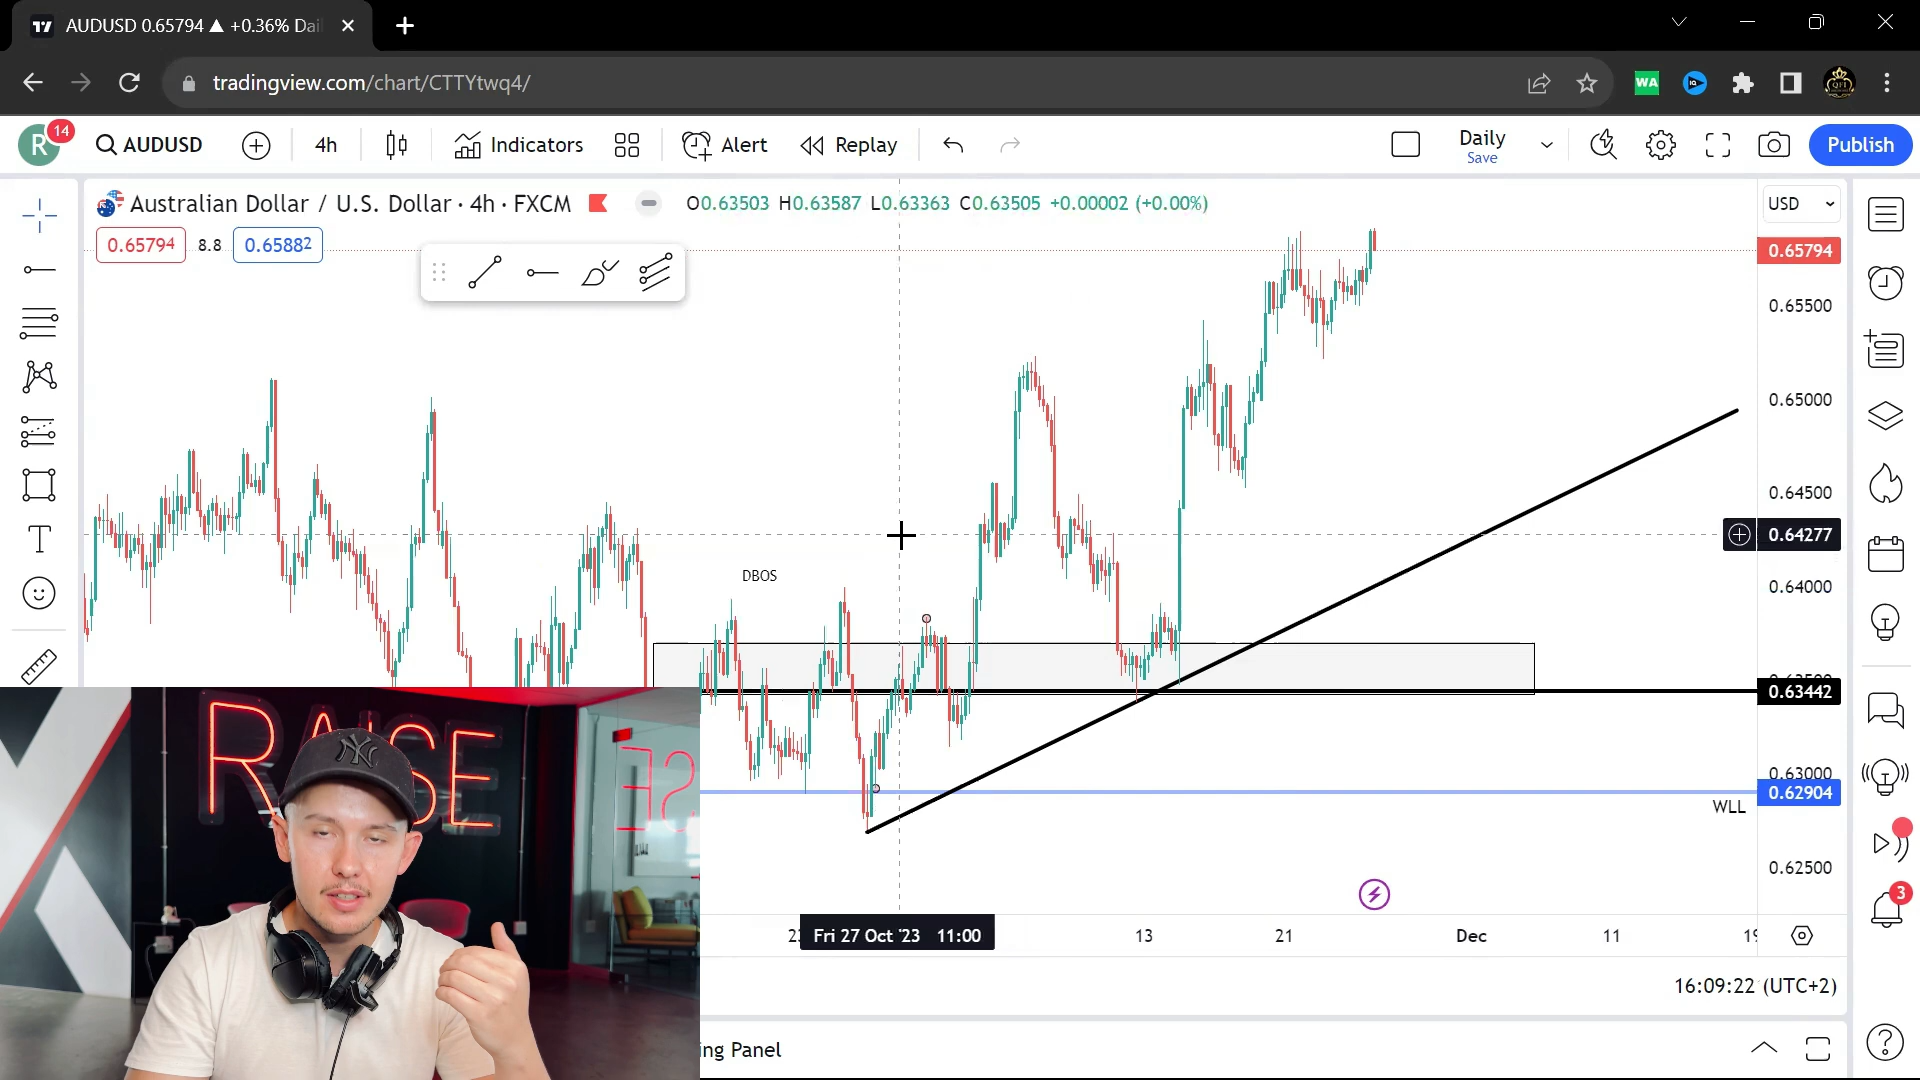 AUDUSD 0.65794 ▲ +0.36% Dai
tradingview.com/chart/CTTYtwq4/
WA
R
14
AUDUSD
4h
Indicators
Alert
Replay
Daily
Save
Publish
Australian Dollar / U.S. Dollar · 4h · FXCM
O0.63503 H0.63587 L0.63363 C0.63505 +0.00002 (+0.00%)
USD
0.65794
8.8
0.65882
0.65794
0.65500
0.65000
0.64500
0.64277
0.64000
DBOS
0.63442
0.63000
0.62904
WLL
0.62500
RAISE
NY
Fri 27 Oct '23 11:00
13
21
Dec
11
19
3
16:09:22 (UTC+2)
ing Panel